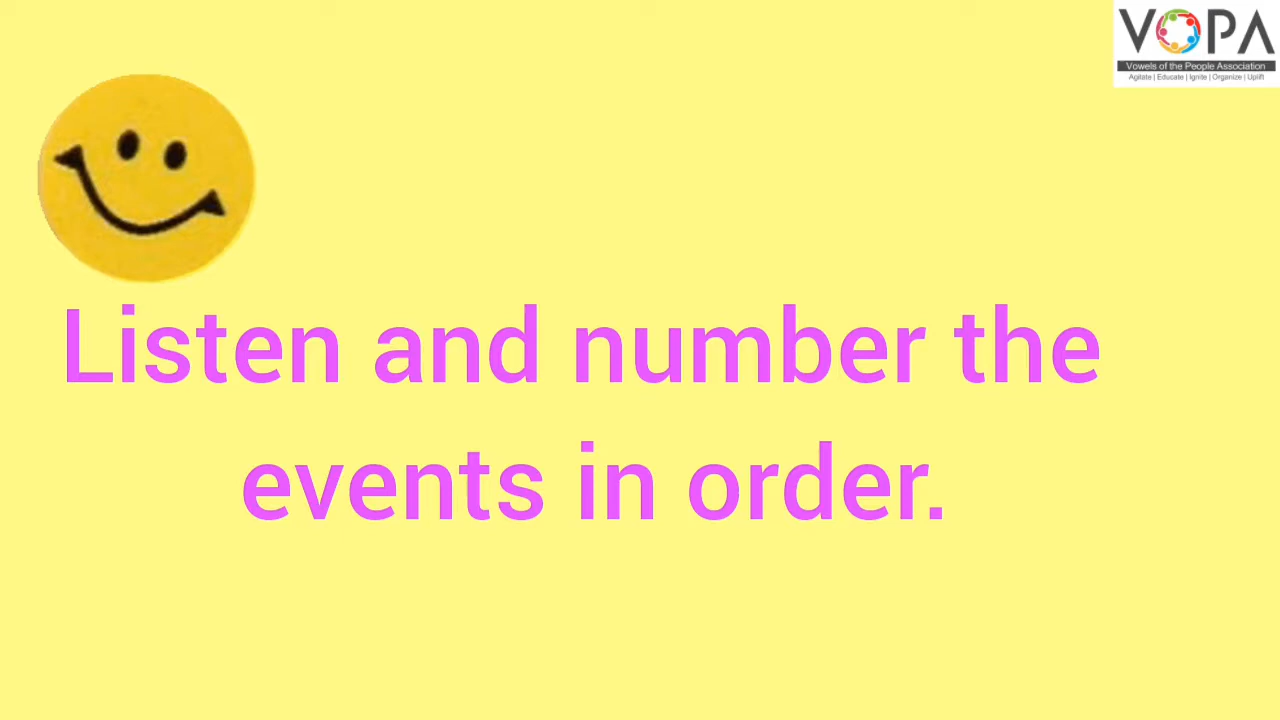 VOPA
Vowels of the People Association
Agitate | Educate | Ignite | Organize | Uplift
Listen and number the
events in order.